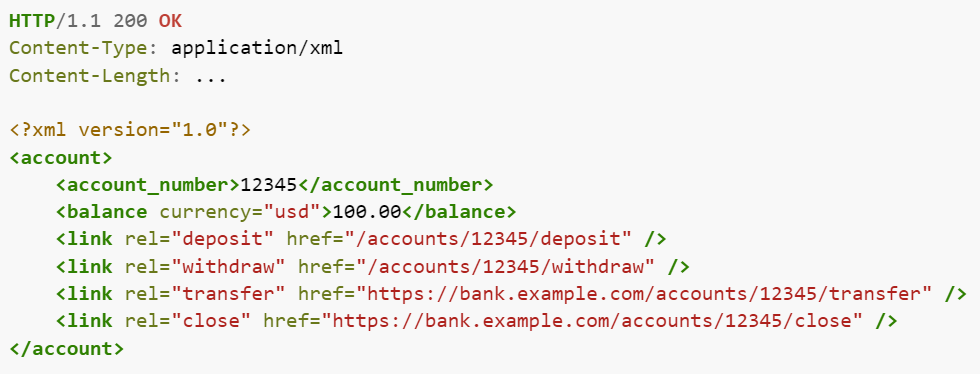 HTTP/1.1 200 OK
Content-Type: application/xml
Content-Length: ...

<?xml version="1.0"?>
<account>
    <account_number>12345</account_number>
    <balance currency="usd">100.00</balance>
    <link rel="deposit" href="/accounts/12345/deposit" />
    <link rel="withdraw" href="/accounts/12345/withdraw" />
    <link rel="transfer" href="https://bank.example.com/accounts/12345/transfer" />
    <link rel="close" href="https://bank.example.com/accounts/12345/close" />
</account>